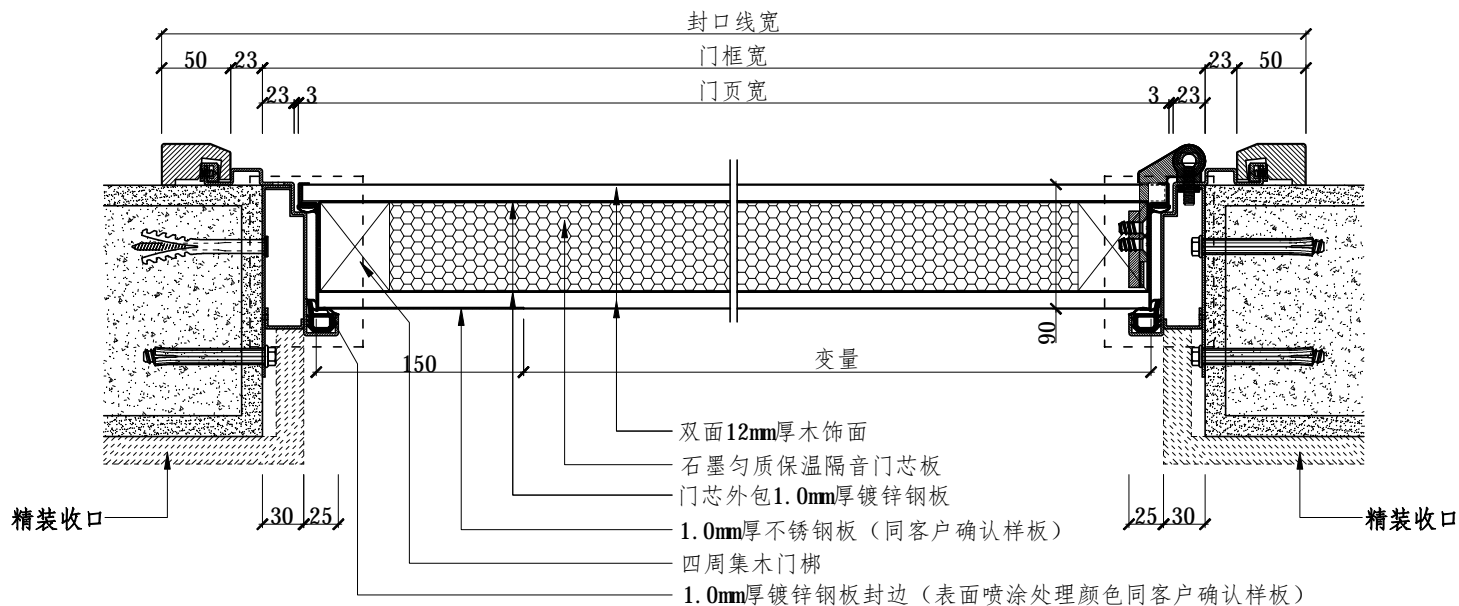 封口线宽
50 23 门框宽 23 50
23 3 门页宽 3 23
90
150 变量
双面12mm厚木饰面
石墨匀质保温隔音门芯板
门芯外包1.0mm厚镀锌钢板
30 25 25 30
精装收口 精装收口
1.0mm厚不锈钢板（同客户确认样板）
四周集木门梆
1.0mm厚镀锌钢板封边（表面喷涂处理颜色同客户确认样板）